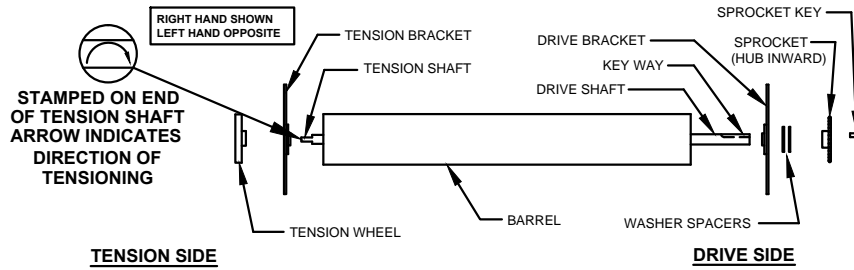 RIGHT HAND SHOWN
LEFT HAND OPPOSITE
STAMPED ON END
OF TENSION SHAFT
ARROW INDICATES
DIRECTION OF
TENSIONING
TENSION BRACKET
TENSION SHAFT
DRIVE BRACKET
KEY WAY
DRIVE SHAFT
SPROCKET KEY
SPROCKET
(HUB INWARD)
TENSION WHEEL
BARREL
WASHER SPACERS
TENSION SIDE
DRIVE SIDE